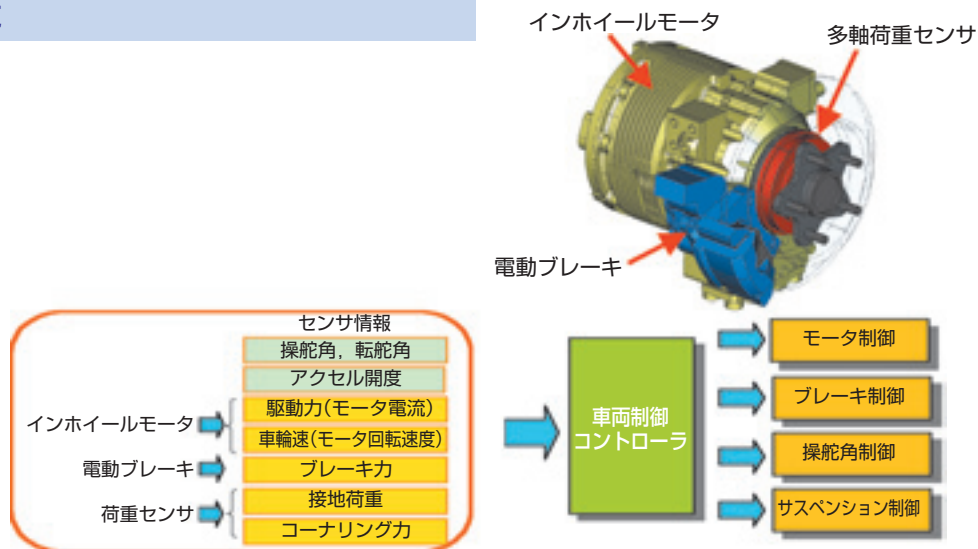 インホイールモータ
多軸荷重センサ
電動ブレーキ
センサ情報
操舵角，転舵角
アクセル開度
インホイールモータ
駆動力(モータ電流)
車輪速(モータ回転速度)
電動ブレーキ
ブレーキ力
荷重センサ
接地荷重
コーナリング力
車両制御
コントローラ
モータ制御
ブレーキ制御
操舵角制御
サスペンション制御